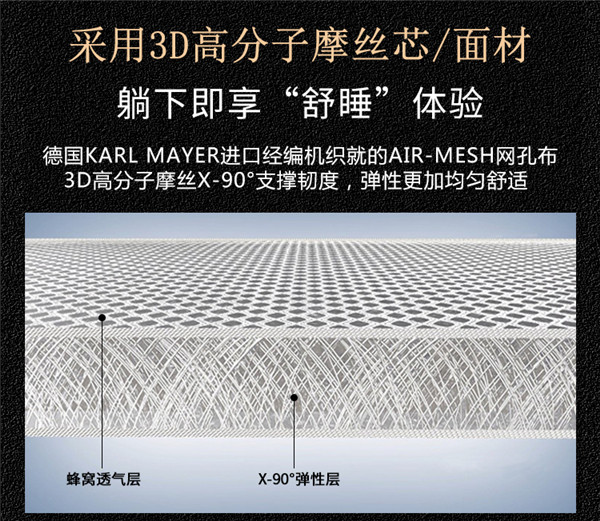 采用3D高分子摩丝芯/面材
躺下即享“舒睡”体验
德国KARL MAYER进口经编机织就的AIR-MESH网孔布
3D高分子摩丝X-90°支撑韧度，弹性更加均匀舒适
蜂窝透气层
X-90°弹性层